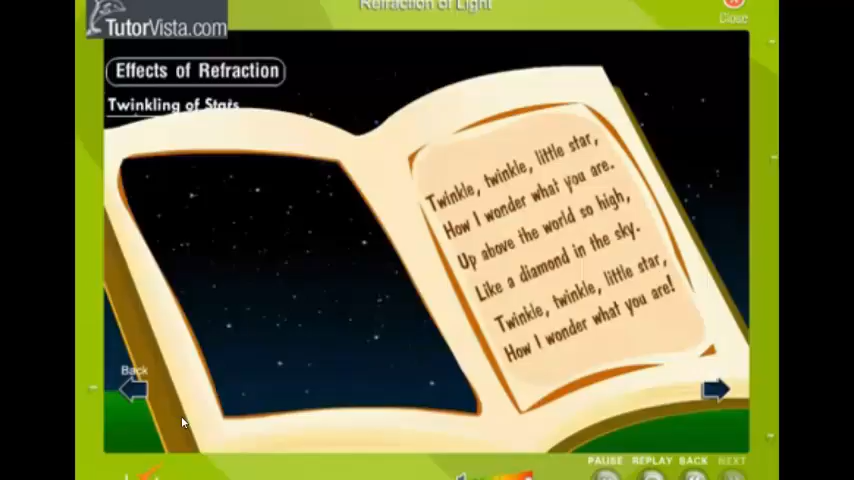 Refraction of Light
Close
TutorVista.com
Effects of Refraction
Twinkling of Stars
Twinkle, twinkle, little star,
How I wonder what you are.
Up above the world so high,
Like a diamond in the sky.
Twinkle, twinkle, little star,
How I wonder what you are!
Back
PAUSE REPLAY BACK NEXT